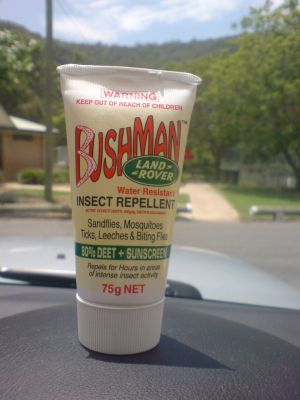 WARNING
KEEP OUT OF REACH OF CHILDREN
BUSHMAN™
LAND
ROVER
Water Resistant
INSECT REPELLENT
Sandflies, Mosquitoes
Ticks, Leeches & Biting Flies
80% DEET + SUNSCREEN
Repels for Hours in areas
of intense insect activity
75g NET